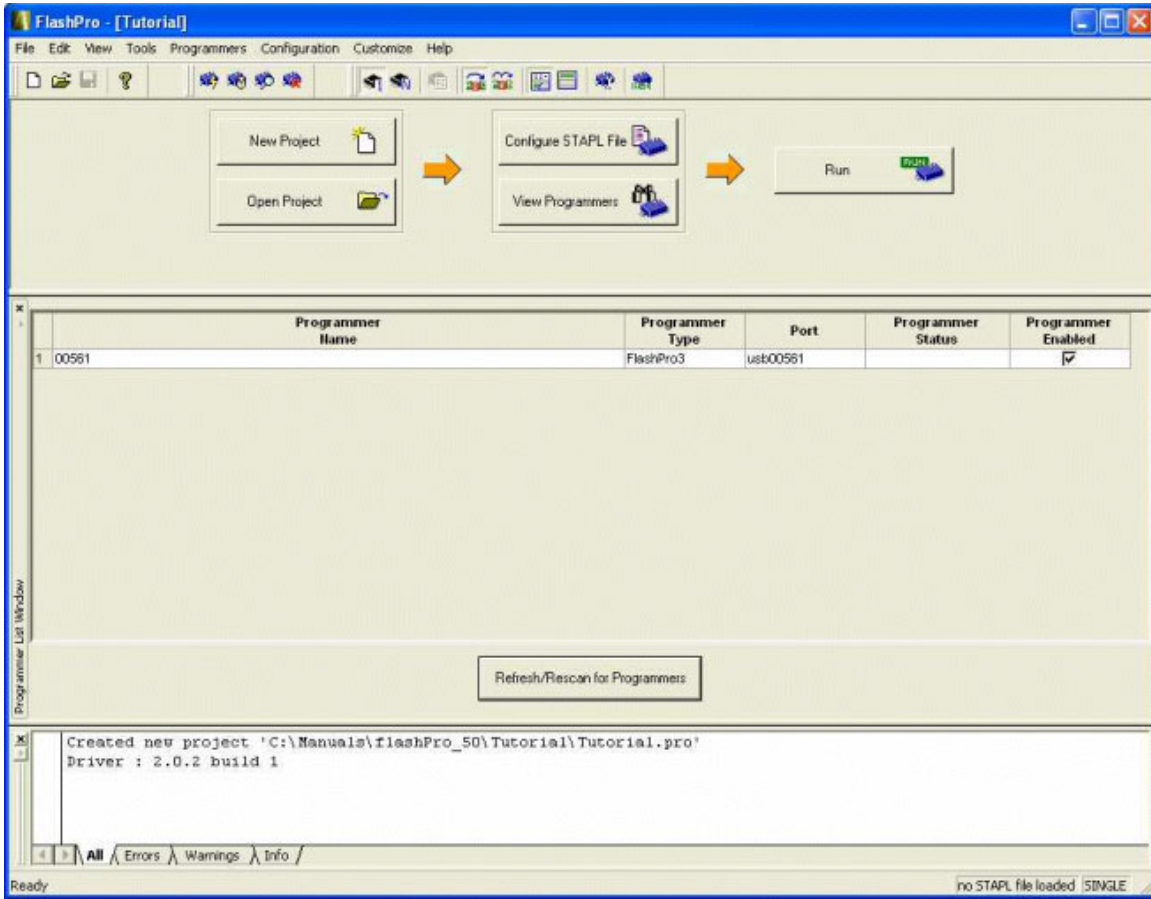 FlashPro - [Tutorial]
File Edit View Tools Programmers Configuration Customize Help
New Project
Open Project
Configure STAPL File
View Programmers
RUN
Run
Programmer Name
Programmer Type
Port
Programmer Status
Programmer Enabled
1 00561 FlashPro3 usb00561
Programmer List Window
Refresh/Rescan for Programmers
Created new project 'C:\Manuals\flashPro_50\Tutorial\Tutorial.pro'
Driver : 2.0.2 build 1
All Errors Warnings Info
Ready
no STAPL file loaded SINGLE